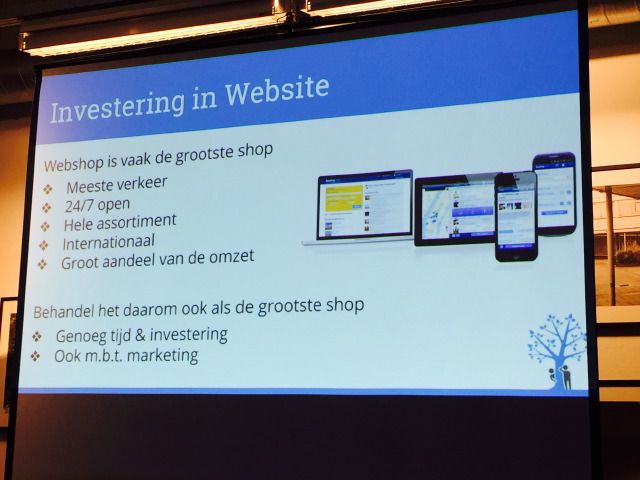 Investering in Website
Webshop is vaak de grootste shop
Meeste verkeer
24/7 open
Hele assortiment
Internationaal
Groot aandeel van de omzet
Behandel het daarom ook als de grootste shop
Genoeg tijd & investering
Ook m.b.t. marketing